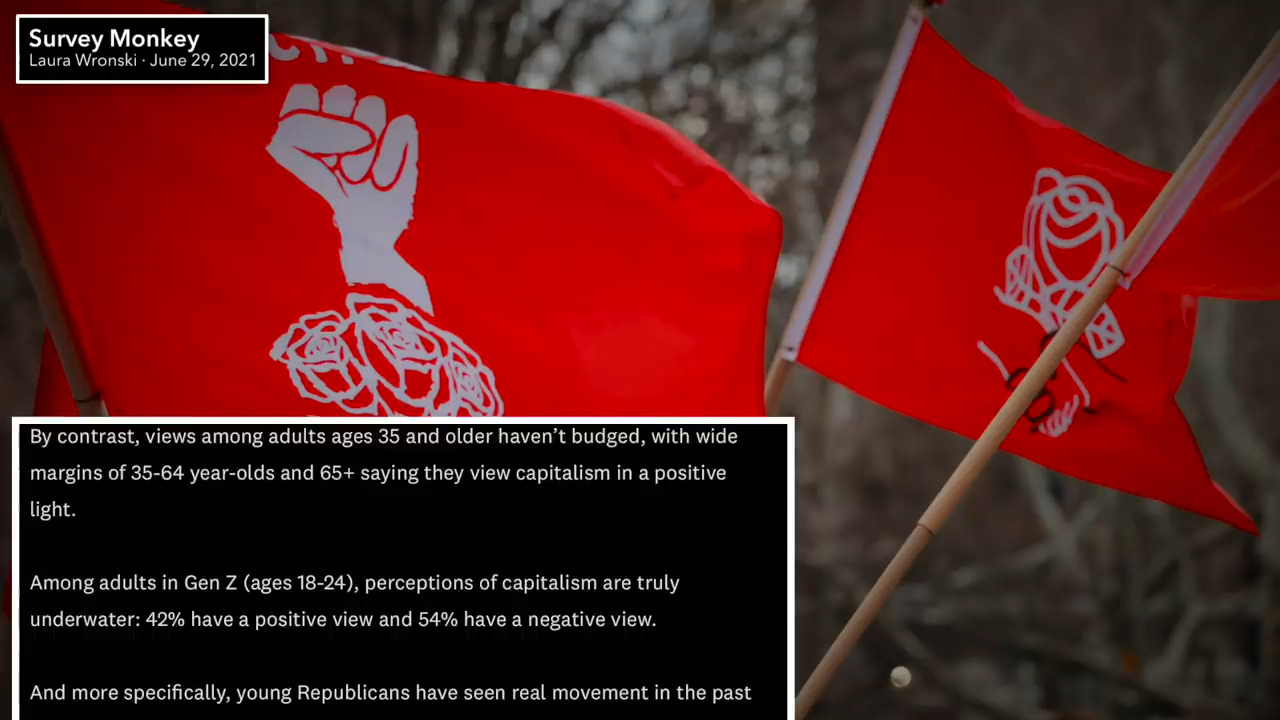 Survey Monkey
Laura Wronski · June 29, 2021
By contrast, views among adults ages 35 and older haven't budged, with wide
margins of 35-64 year-olds and 65+ saying they view capitalism in a positive
light.
Among adults in Gen Z (ages 18-24), perceptions of capitalism are truly
underwater: 42% have a positive view and 54% have a negative view.
And more specifically, young Republicans have seen real movement in the past